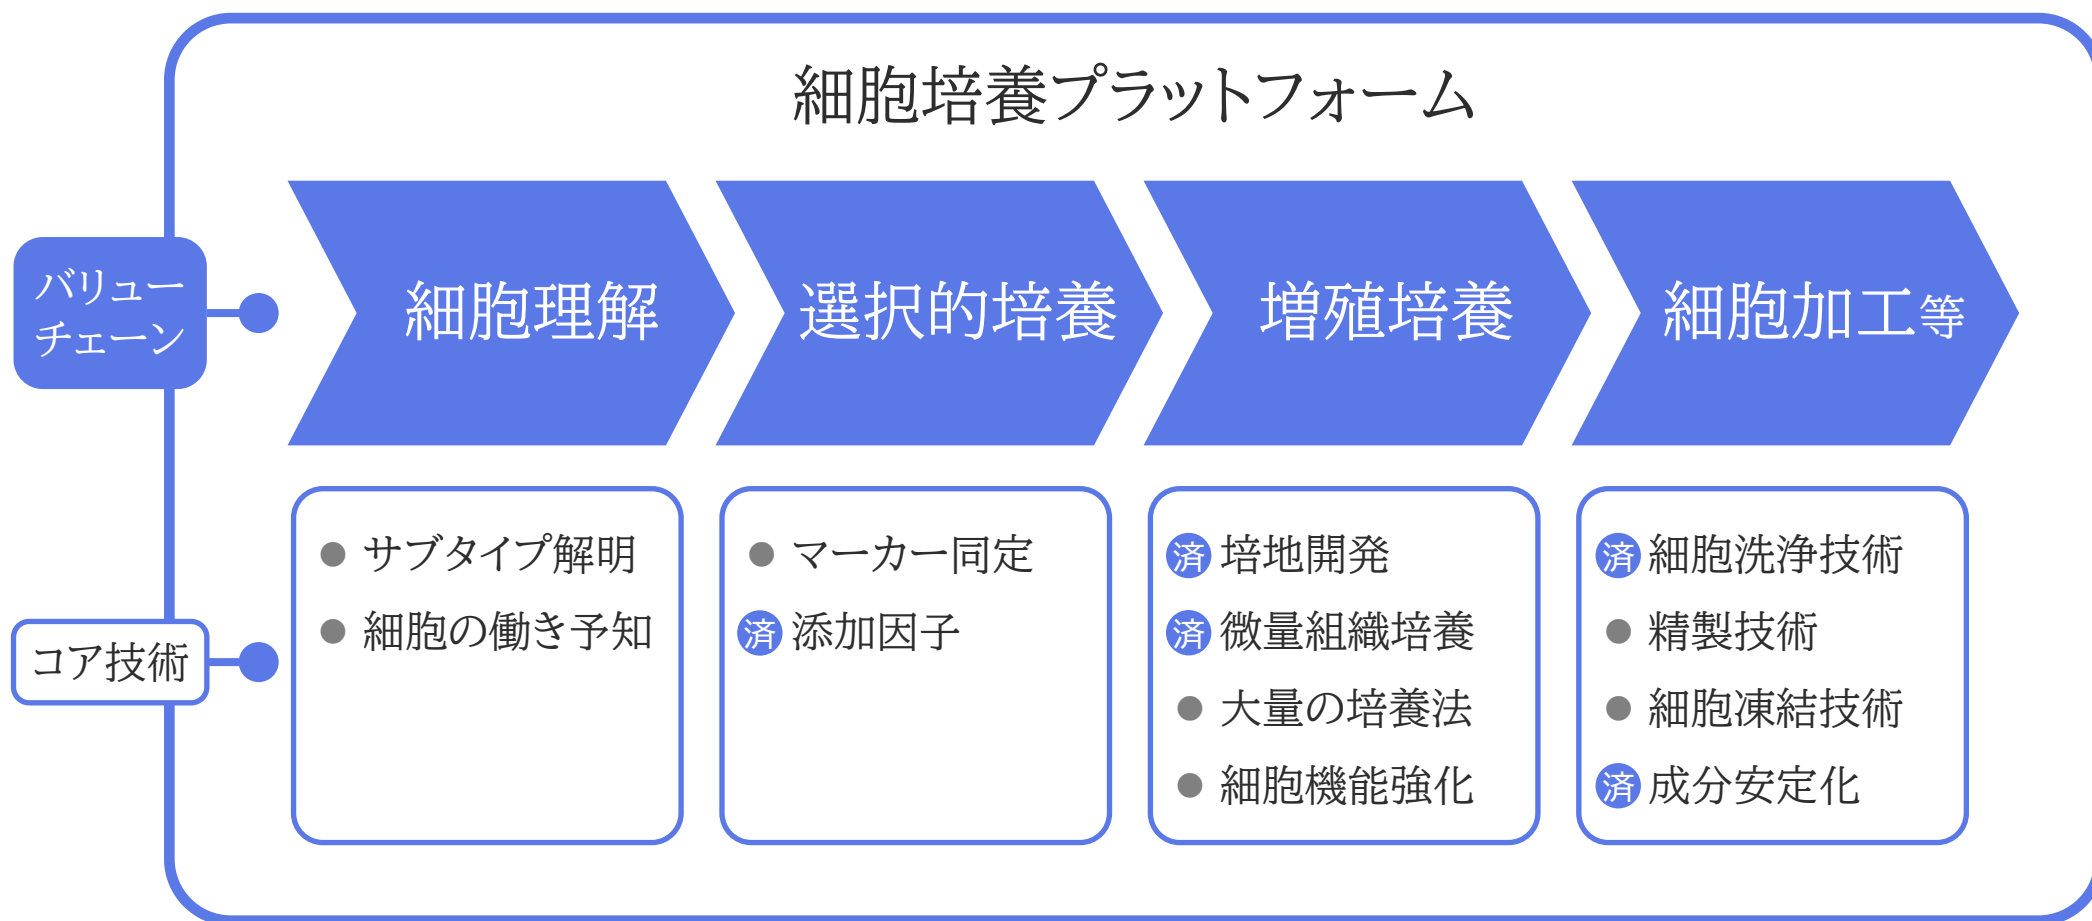 細胞培養プラットフォーム
バリュー
チェーン
細胞理解
選択的培養
増殖培養
細胞加工等
コア技術
● サブタイプ解明
● 細胞の働き予知
● マーカー同定
済 添加因子
済 培地開発
済 微量組織培養
● 大量の培養法
● 細胞機能強化
済 細胞洗浄技術
● 精製技術
● 細胞凍結技術
済 成分安定化